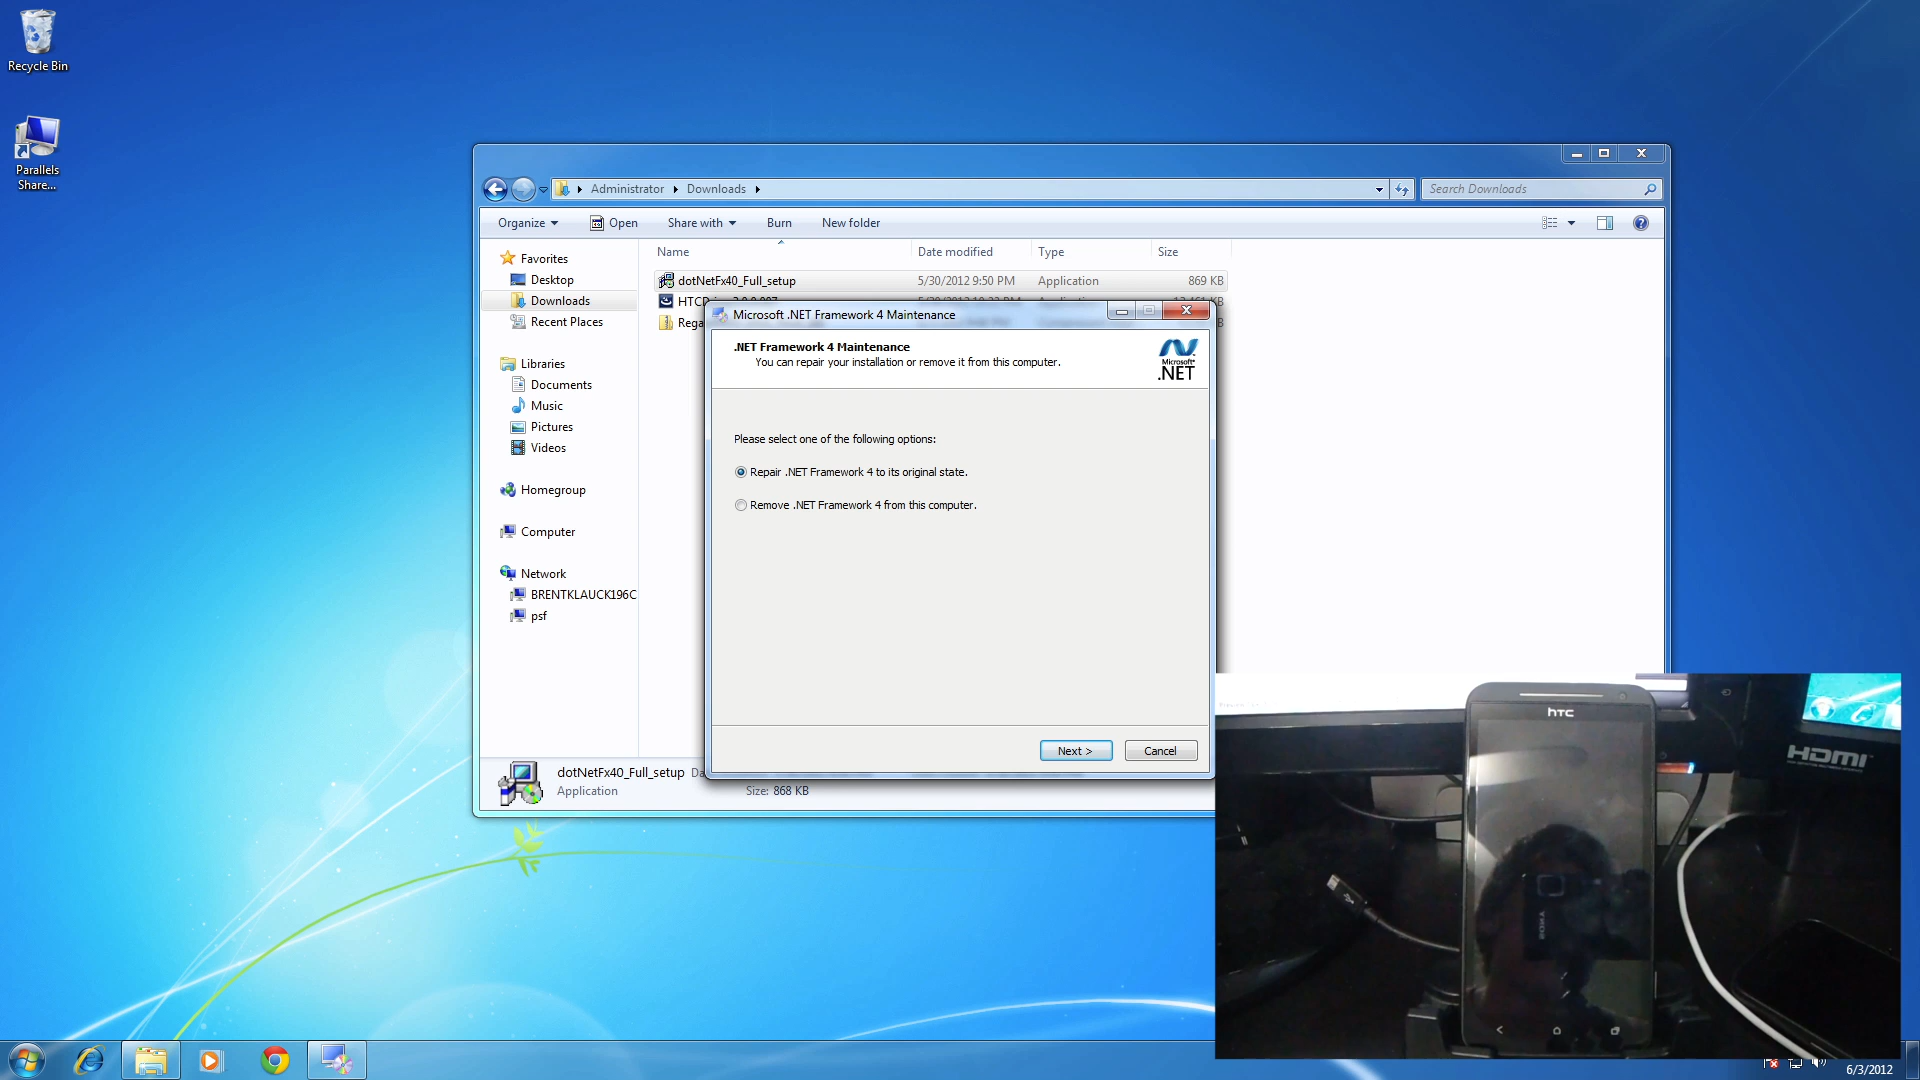 Recycle Bin
Parallels
Share...
Administrator
Downloads
Search Downloads
Organize
Open
Share with
Burn
New folder
Name
Date modified
Type
Size
Favorites
Desktop
Downloads
Recent Places
Libraries
Documents
Music
Pictures
Videos
Homegroup
Computer
Network
BRENTKLAUCK196C
psf
dotNetFx40_Full_setup
5/30/2012 9:50 PM
Application
869 KB
Microsoft .NET Framework 4 Maintenance
.NET Framework 4 Maintenance
You can repair your installation or remove it from this computer.
Microsoft
.NET
Please select one of the following options:
Repair .NET Framework 4 to its original state.
Remove .NET Framework 4 from this computer.
Next >
Cancel
dotNetFx40_Full_setup
Application
Size: 868 KB
hTC
HDMI
6/3/2012